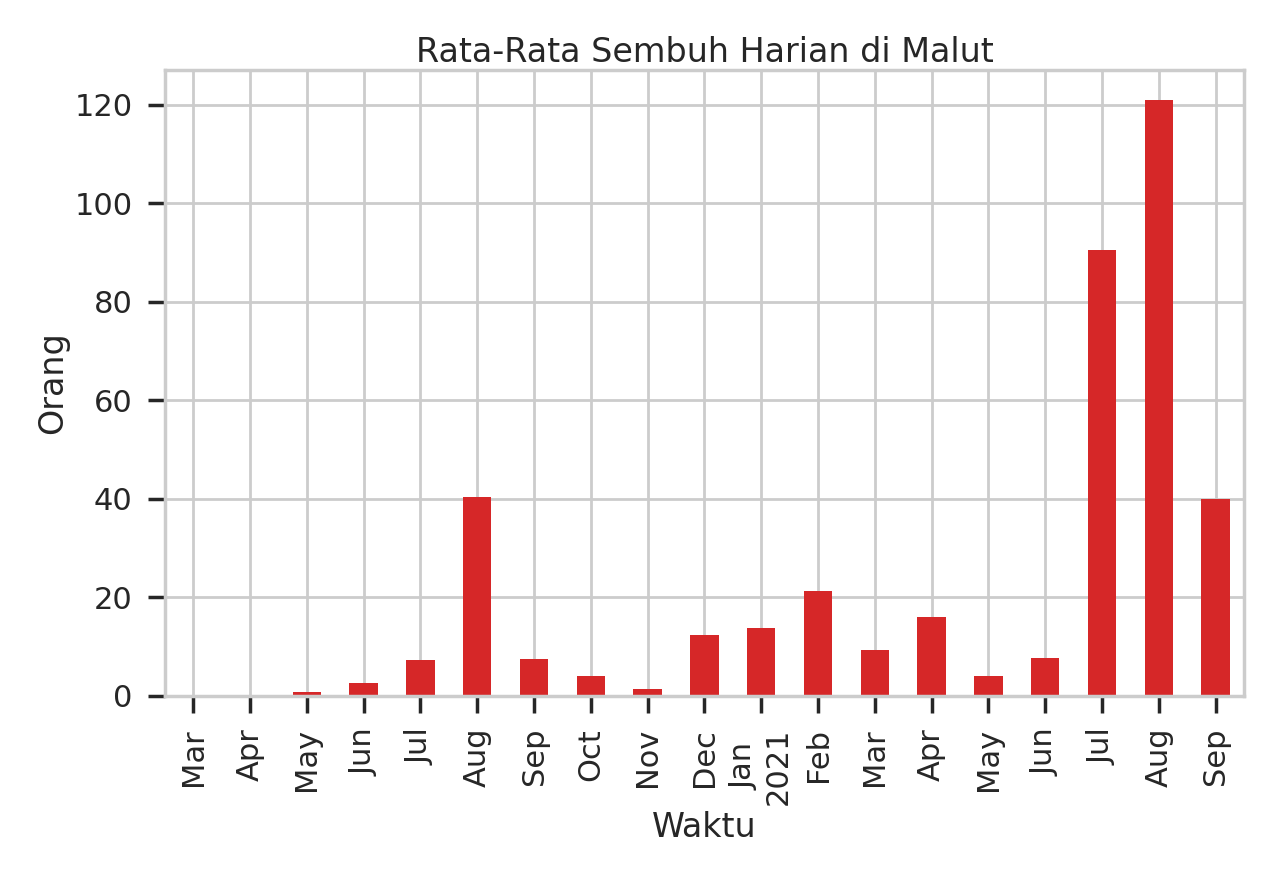 Rata-Rata Sembuh Harian di Malut
120
100
80
60
40
20
0
Orang
Mar
Apr
May
Jun
Jul
Aug
Sep
Oct
Nov
Dec
Jan
2021
Feb
Mar
Apr
May
Jun
Jul
Aug
Sep
Waktu